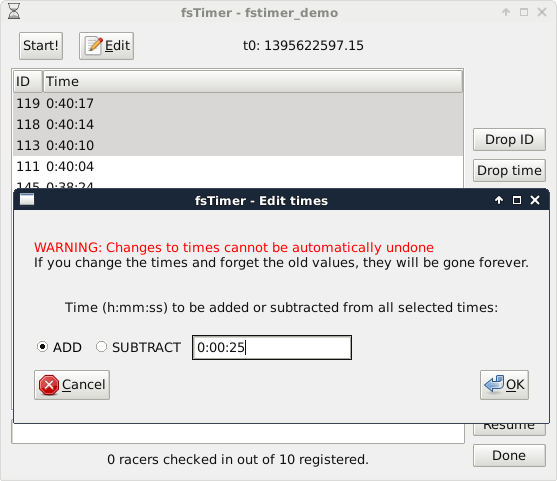 fsTimer - fstimer_demo
Start! Edit t0: 1395622597.15
ID Time
119 0:40:17
118 0:40:14
113 0:40:10
111 0:40:04
145 0:38:24
Drop ID
Drop time
fsTimer - Edit times
WARNING: Changes to times cannot be automatically undone
If you change the times and forget the old values, they will be gone forever.
Time (h:mm:ss) to be added or subtracted from all selected times:
ADD SUBTRACT 0:00:25
Cancel OK
Resume
Done
0 racers checked in out of 10 registered.